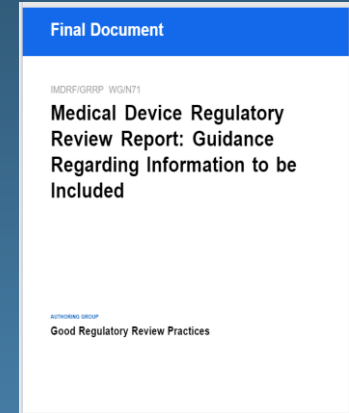 Final Document
IMDRF/GRRP WG/N71
Medical Device Regulatory
Review Report: Guidance
Regarding Information to be
Included
AUTHORING GROUP
Good Regulatory Review Practices